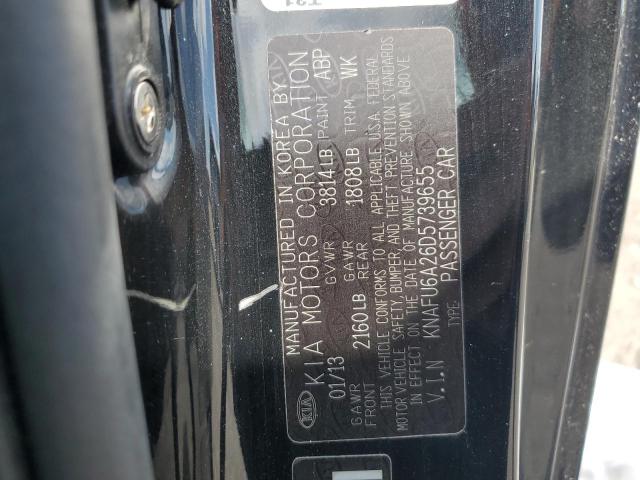 MANUFACTURED IN KOREA BY
KIA KIA MOTORS CORPORATION
01/13 GVWR 3814LB PAINT ABP
GAWR FRONT 2160LB GAWR REAR 1808LB TRIM WK
THIS VEHICLE CONFORMS TO ALL APPLICABLE U.S.A. FEDERAL
MOTOR VEHICLE SAFETY, BUMPER, AND THEFT PREVENTION STANDARDS
IN EFFECT ON THE DATE OF MANUFACTURE SHOWN ABOVE
V.I.N KNAFU6A26D5739655
TYPE: PASSENGER CAR